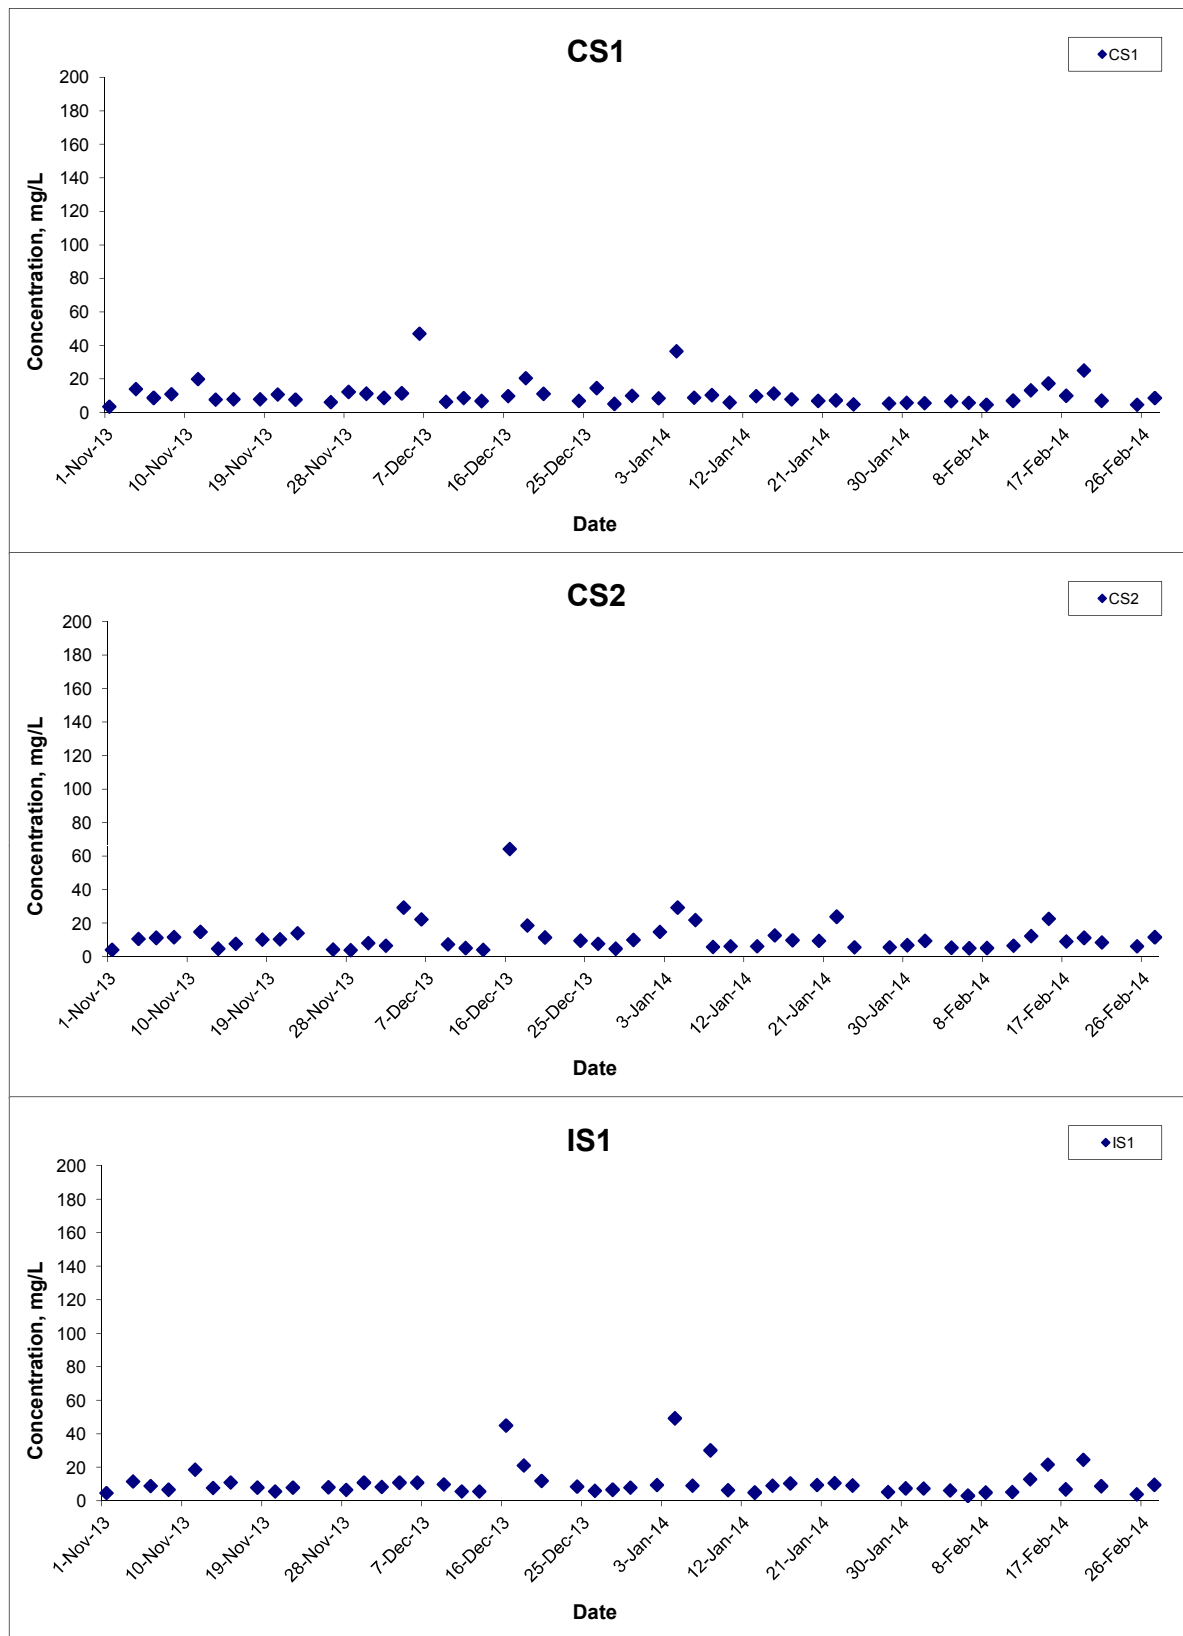 CS1
CS1
200
180
160
140
120
100
80
60
40
20
0
Concentration, mg/L
1-Nov-13
10-Nov-13
19-Nov-13
28-Nov-13
7-Dec-13
16-Dec-13
25-Dec-13
3-Jan-14
12-Jan-14
21-Jan-14
30-Jan-14
8-Feb-14
17-Feb-14
26-Feb-14
Date
CS2
CS2
200
180
160
140
120
100
80
60
40
20
0
Concentration, mg/L
1-Nov-13
10-Nov-13
19-Nov-13
28-Nov-13
7-Dec-13
16-Dec-13
25-Dec-13
3-Jan-14
12-Jan-14
21-Jan-14
30-Jan-14
8-Feb-14
17-Feb-14
26-Feb-14
Date
IS1
IS1
200
180
160
140
120
100
80
60
40
20
0
Concentration, mg/L
1-Nov-13
10-Nov-13
19-Nov-13
28-Nov-13
7-Dec-13
16-Dec-13
25-Dec-13
3-Jan-14
12-Jan-14
21-Jan-14
30-Jan-14
8-Feb-14
17-Feb-14
26-Feb-14
Date